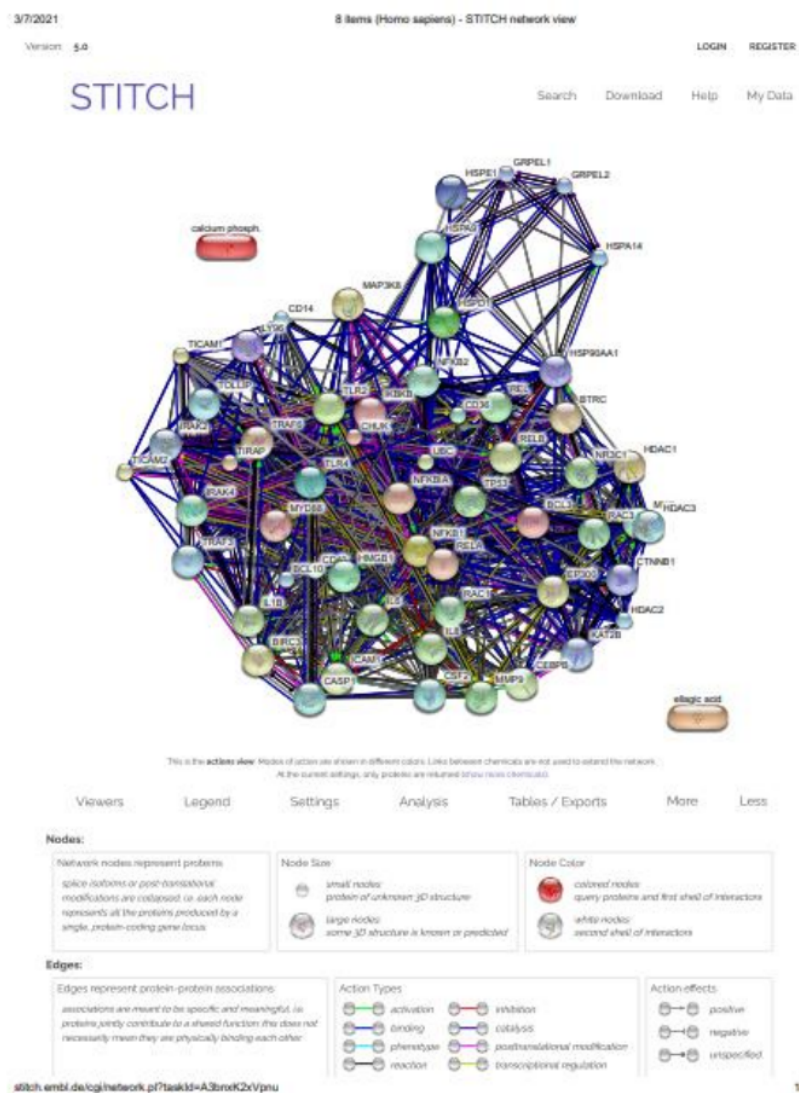 3/7/2021
8 items (Homo sapiens) - STITCH network view
Version: 5.0
LOGIN REGISTER
STITCH
Search Download Help My Data
GRPEL1
HSPE1
GRPEL2
calcium phosph.
HSPA9
HSPA14
MAP3K8
CD14
HSPD1
LY96
TICAM1
HSP90AA1
NFKB2
TOLLIP
TLR2
IKBKB
REL
CD36
BTRC
IRAK2
TRAF6
CHUK
RELB
TICAM2
TIRAP
UBC
NR3C1
HDAC1
TLR4
IRAK4
NFKBIA
TP53
MYD88
BCL3
RAC3
HDAC3
TRAF3
NFKB1
RELA
HMGB1
BCL10
CTNNB1
EP300
IL1B
IL6
RAC1
HDAC2
BIRC3
IL8
KAT2B
ICAM1
CEBPB
CASP1
CSF2
MMP9
ellagic acid
This is the actions view. Modes of action are shown in different colors. Links between chemicals are not used to extend the network.
At the current settings, only proteins are returned (show more chemicals).
Viewers Legend Settings Analysis Tables / Exports More Less
Nodes:
Network nodes represent proteins
splice isoforms or post-translational
modifications are collapsed, i.e. each node
represents all the proteins produced by a
single, protein-coding gene locus.
Node Size
small nodes:
protein of unknown 3D structure
large nodes:
some 3D structure is known or predicted
Node Color
colored nodes:
query proteins and first shell of interactors
white nodes:
second shell of interactors
Edges:
Edges represent protein-protein associations
associations are meant to be specific and meaningful, i.e.
proteins jointly contribute to a shared function; this does not
necessarily mean they are physically binding each other.
Action Types
activation
inhibition
binding
catalysis
phenotype
posttranslational modification
reaction
transcriptional regulation
Action effects
positive
negative
unspecified
stitch.embl.de/cgi/network.pl?taskId=A3bnxK2xVpnu